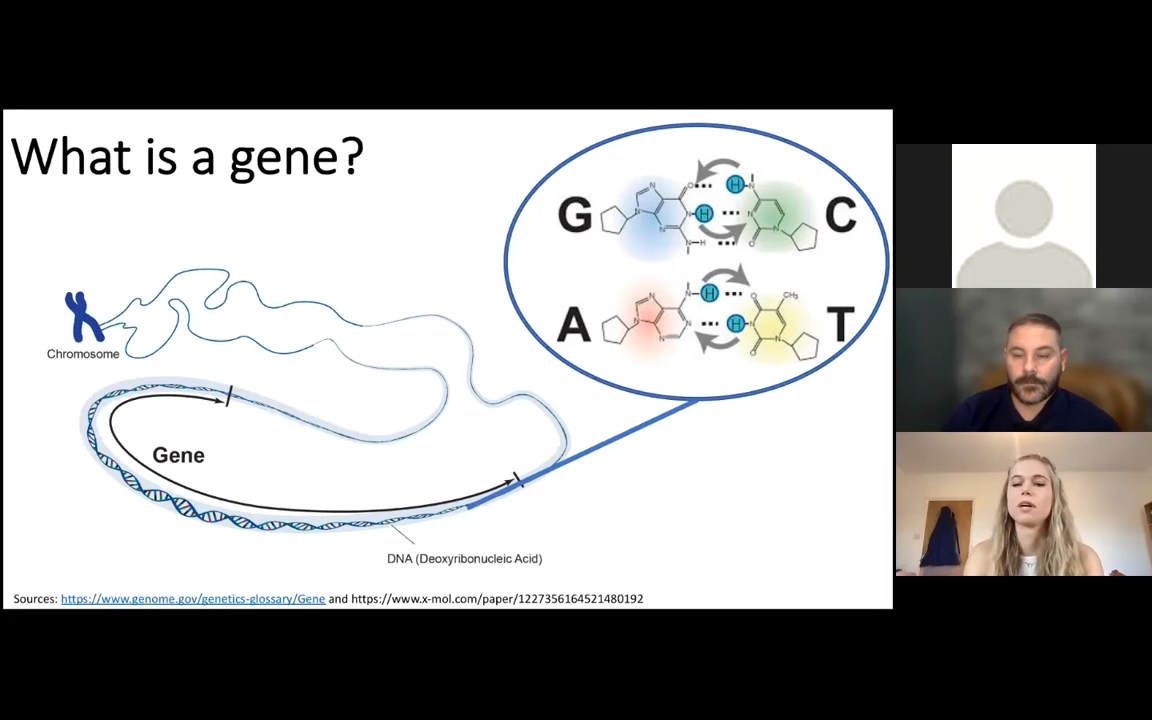 What is a gene?
G
C
A
T
Chromosome
Gene
DNA (Deoxyribonucleic Acid)
Sources: https://www.genome.gov/genetics-glossary/Gene and https://www.x-mol.com/paper/1227356164521480192
H
H
N
N
N
N
N
H
O
N
N
O
N
N
N
N
N
N
H
H
O
CH₃
N
N
O